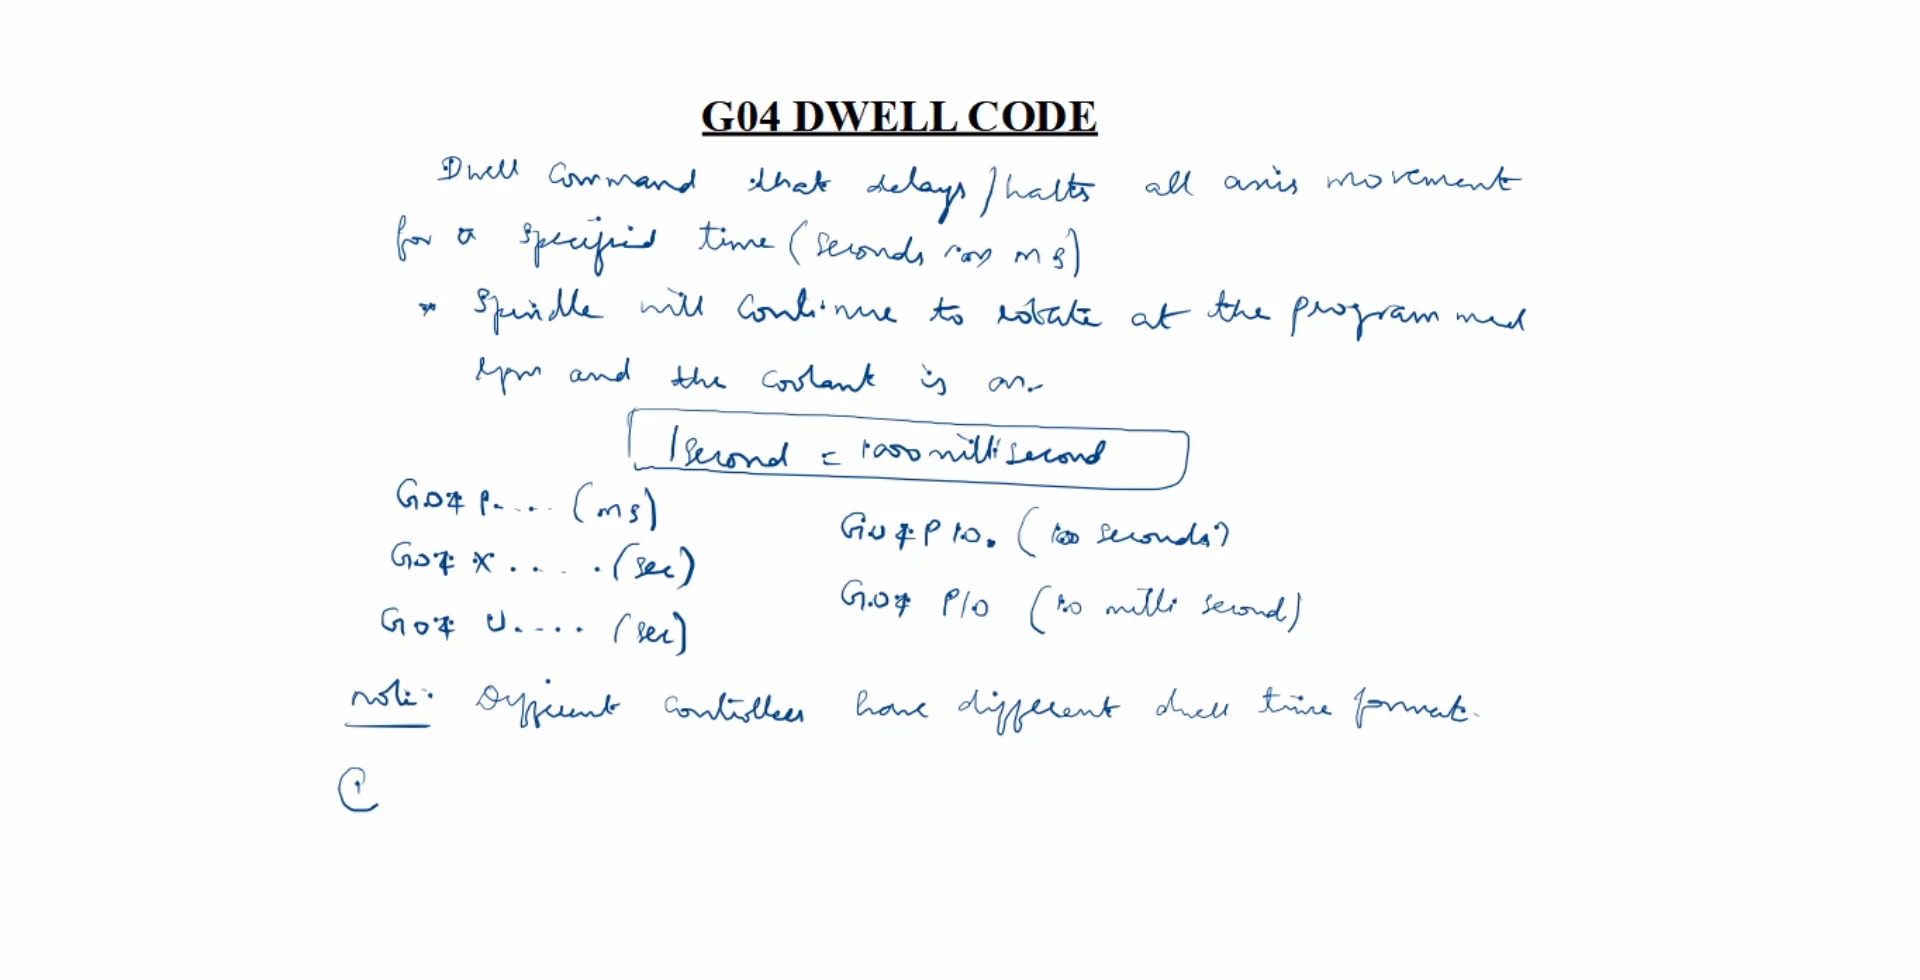 G04 DWELL CODE
Dwell Command that delays/halts all axis movement
for a specified time (seconds or ms)
* Spindle will continue to rotate at the programmed
rpm and the coolant is on.
1 second = 1000 milli second
G04 P.... (ms)
G04 X..... (sec)
G04 U..... (sec)
G04 P 10. (10 seconds)
G04 P10 (10 milli second)
Note: Different controllers have different dwell time format.